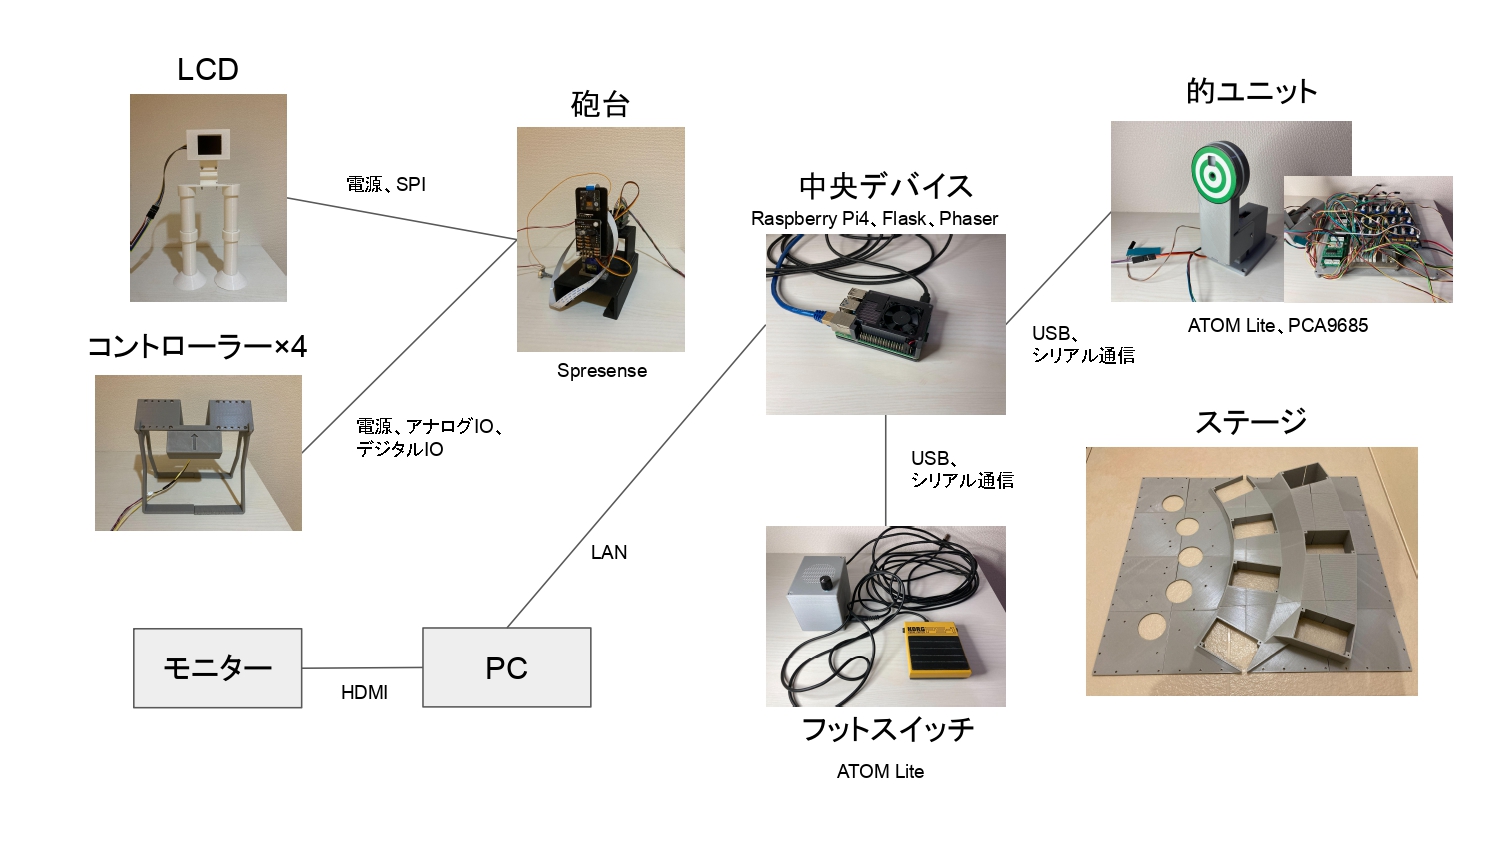 LCD
電源、SPI
砲台
Spresense
コントローラー×4
電源、アナログIO、
デジタルIO
中央デバイス
Raspberry Pi4、Flask、Phaser
的ユニット
ATOM Lite、PCA9685
USB、
シリアル通信
ステージ
USB、
シリアル通信
LAN
モニター
HDMI
PC
KORG
フットスイッチ
ATOM Lite